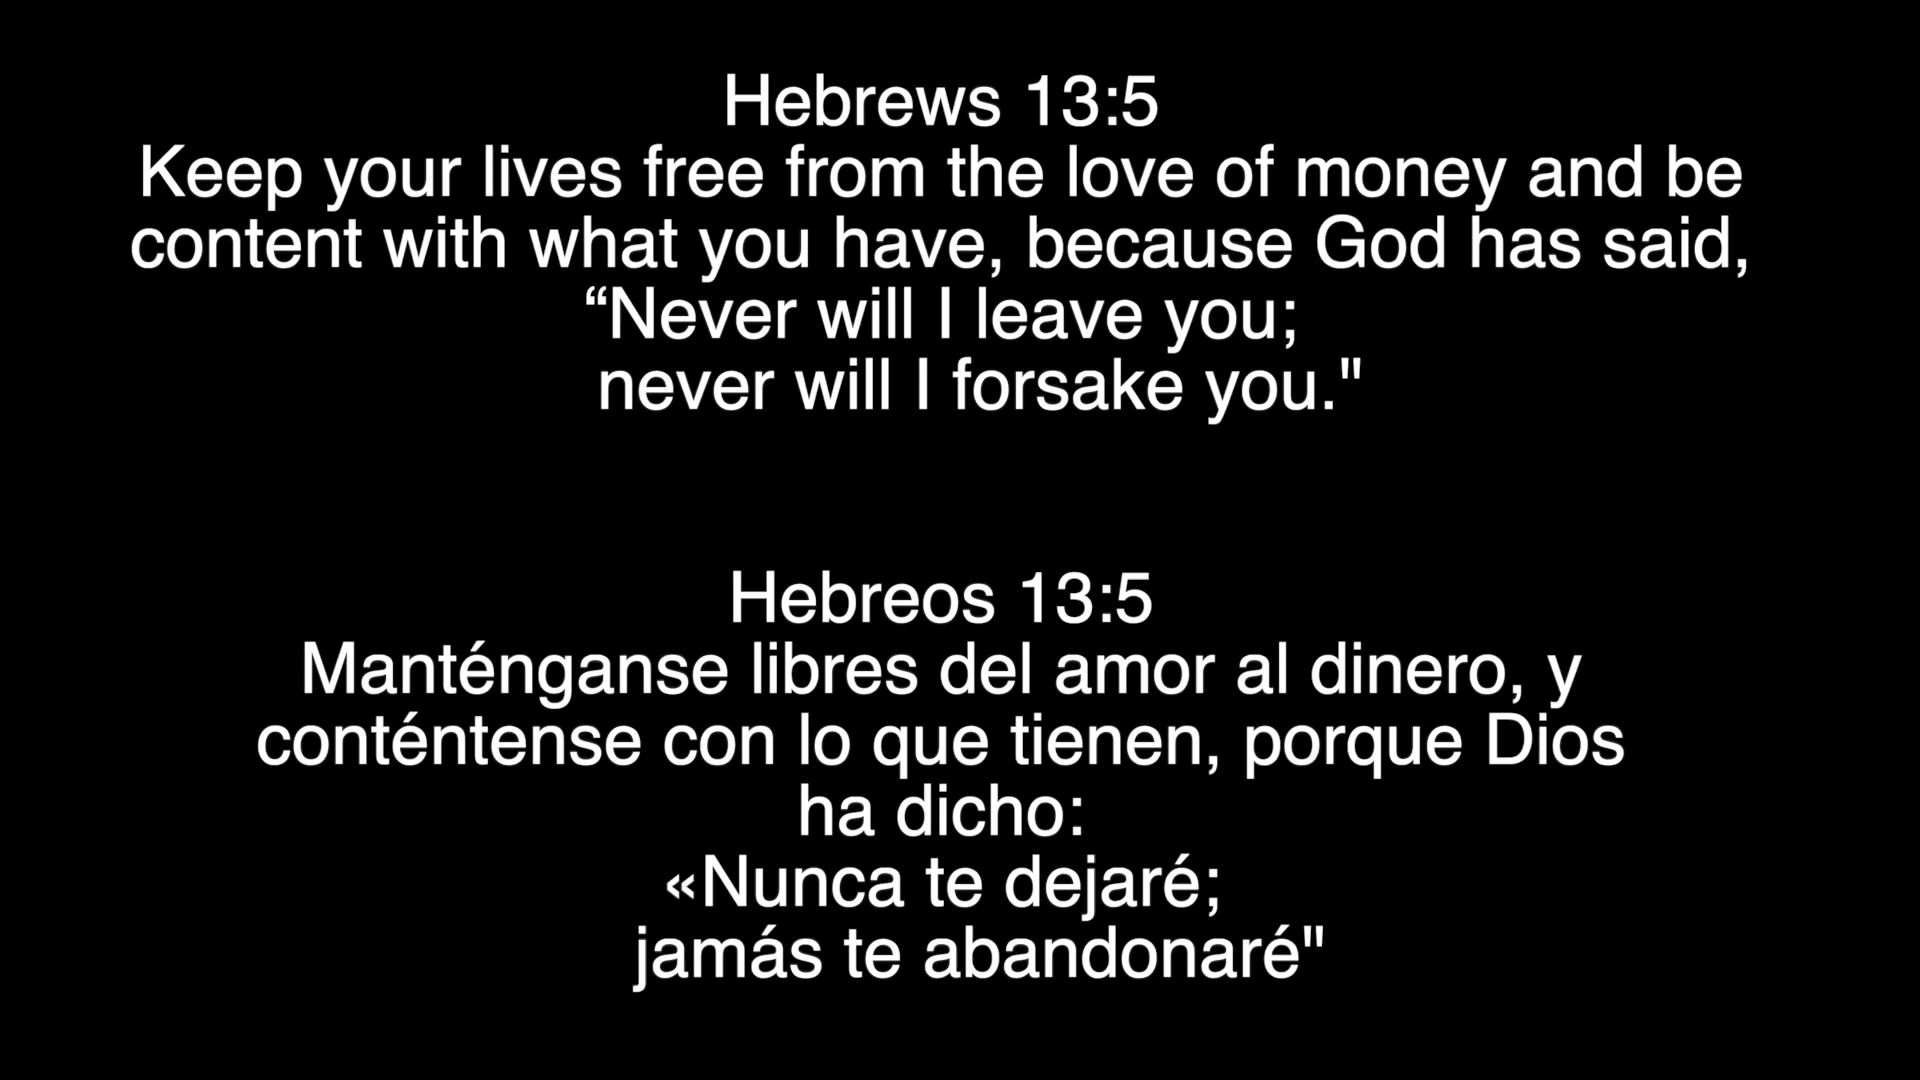 Hebrews 13:5
Keep your lives free from the love of money and be
content with what you have, because God has said,
“Never will I leave you;
never will I forsake you."
Hebreos 13:5
Manténganse libres del amor al dinero, y
conténtense con lo que tienen, porque Dios
ha dicho:
«Nunca te dejaré;
jamás te abandonaré"